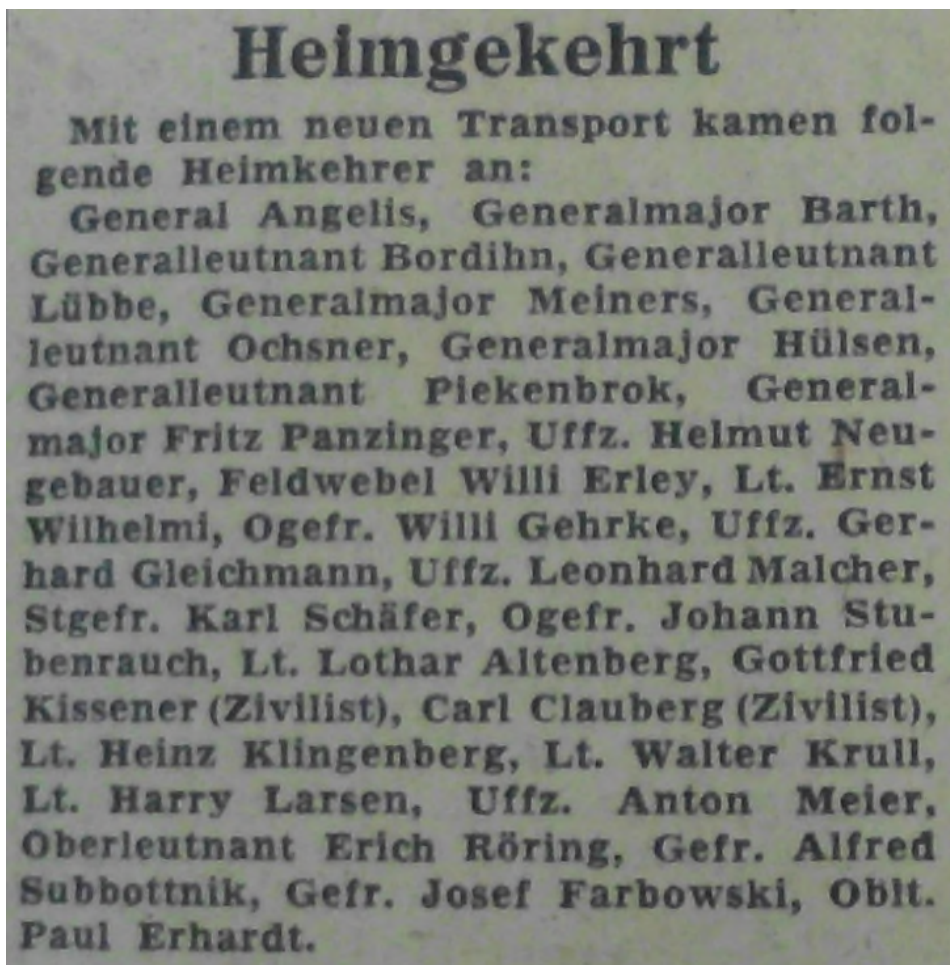 Heimgekehrt
Mit einem neuen Transport kamen fol-
gende Heimkehrer an:
General Angelis, Generalmajor Barth,
Generalleutnant Bordihn, Generalleutnant
Lübbe, Generalmajor Meiners, General-
leutnant Ochsner, Generalmajor Hülsen,
Generalleutnant Piekenbrok, General-
major Fritz Panzinger, Uffz. Helmut Neu-
gebauer, Feldwebel Willi Erley, Lt. Ernst
Wilhelmi, Ogefr. Willi Gehrke, Uffz. Ger-
hard Gleichmann, Uffz. Leonhard Malcher,
Stgefr. Karl Schäfer, Ogefr. Johann Stu-
benrauch, Lt. Lothar Altenberg, Gottfried
Kissener (Zivilist), Carl Clauberg (Zivilist),
Lt. Heinz Klingenberg, Lt. Walter Krull,
Lt. Harry Larsen, Uffz. Anton Meier,
Oberleutnant Erich Röring, Gefr. Alfred
Subbottnik, Gefr. Josef Farbowski, Oblt.
Paul Erhardt.